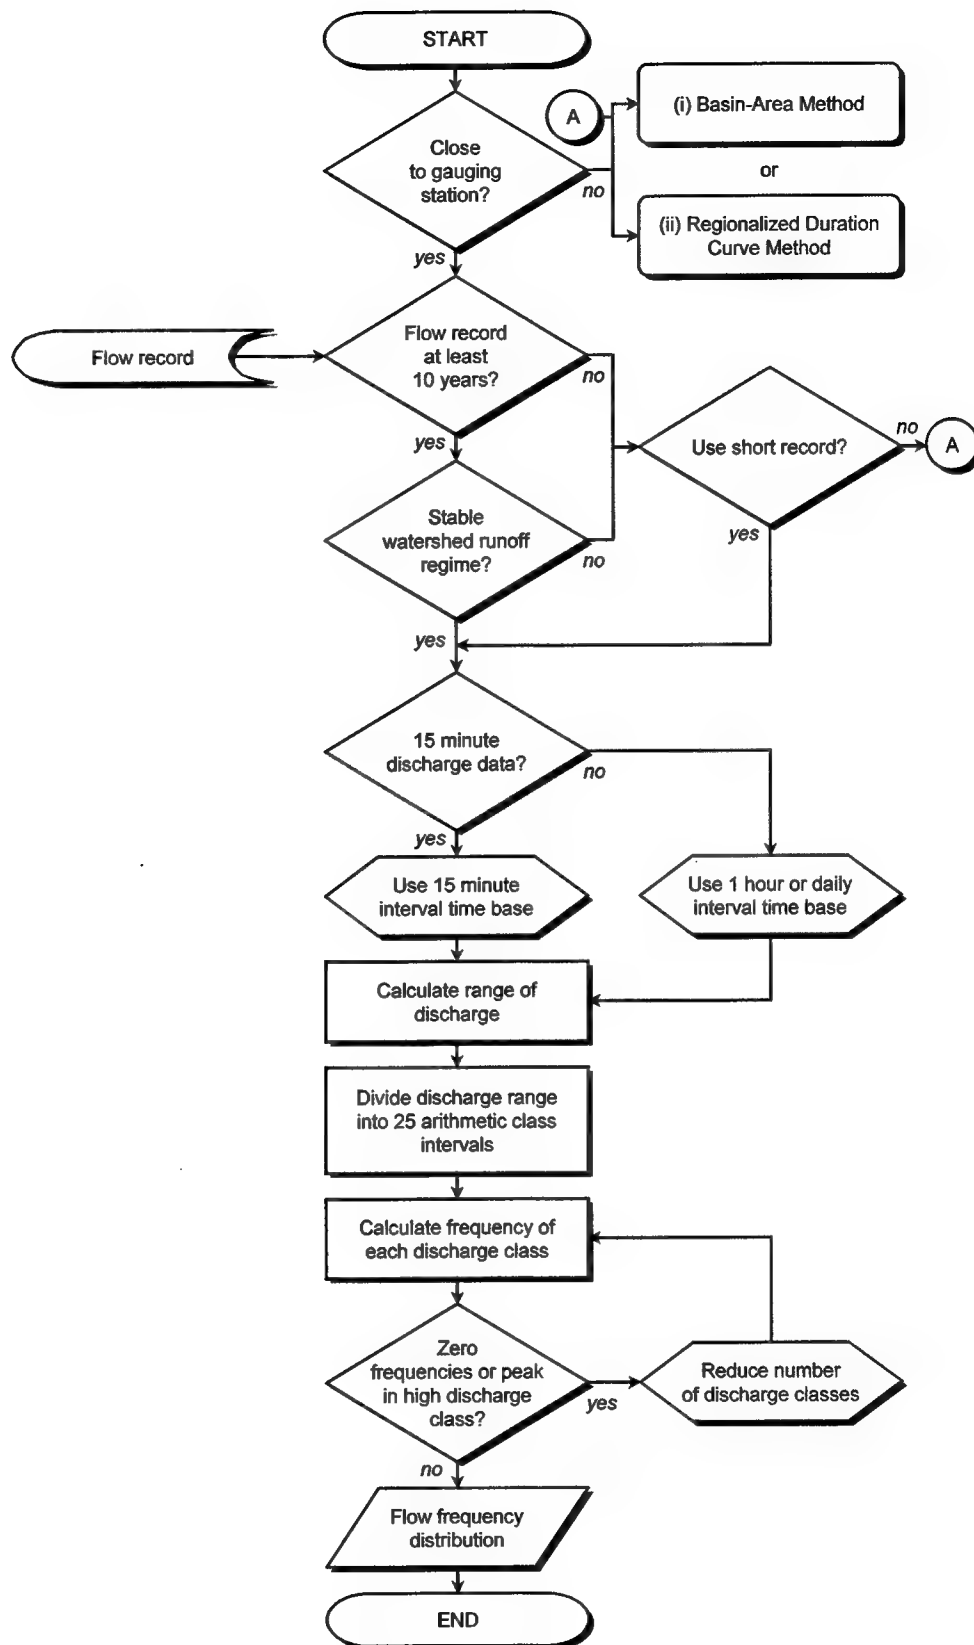 START
Close
to gauging
station?
no
yes
A
(i) Basin-Area Method
or
(ii) Regionalized Duration
Curve Method
Flow record
Flow record
at least
10 years?
no
yes
Use short record?
no
A
yes
Stable
watershed runoff
regime?
no
yes
15 minute
discharge data?
no
yes
Use 15 minute
interval time base
Use 1 hour or daily
interval time base
Calculate range of
discharge
Divide discharge range
into 25 arithmetic class
intervals
Calculate frequency of
each discharge class
Zero
frequencies or peak
in high discharge
class?
yes
Reduce number
of discharge classes
no
Flow frequency
distribution
END